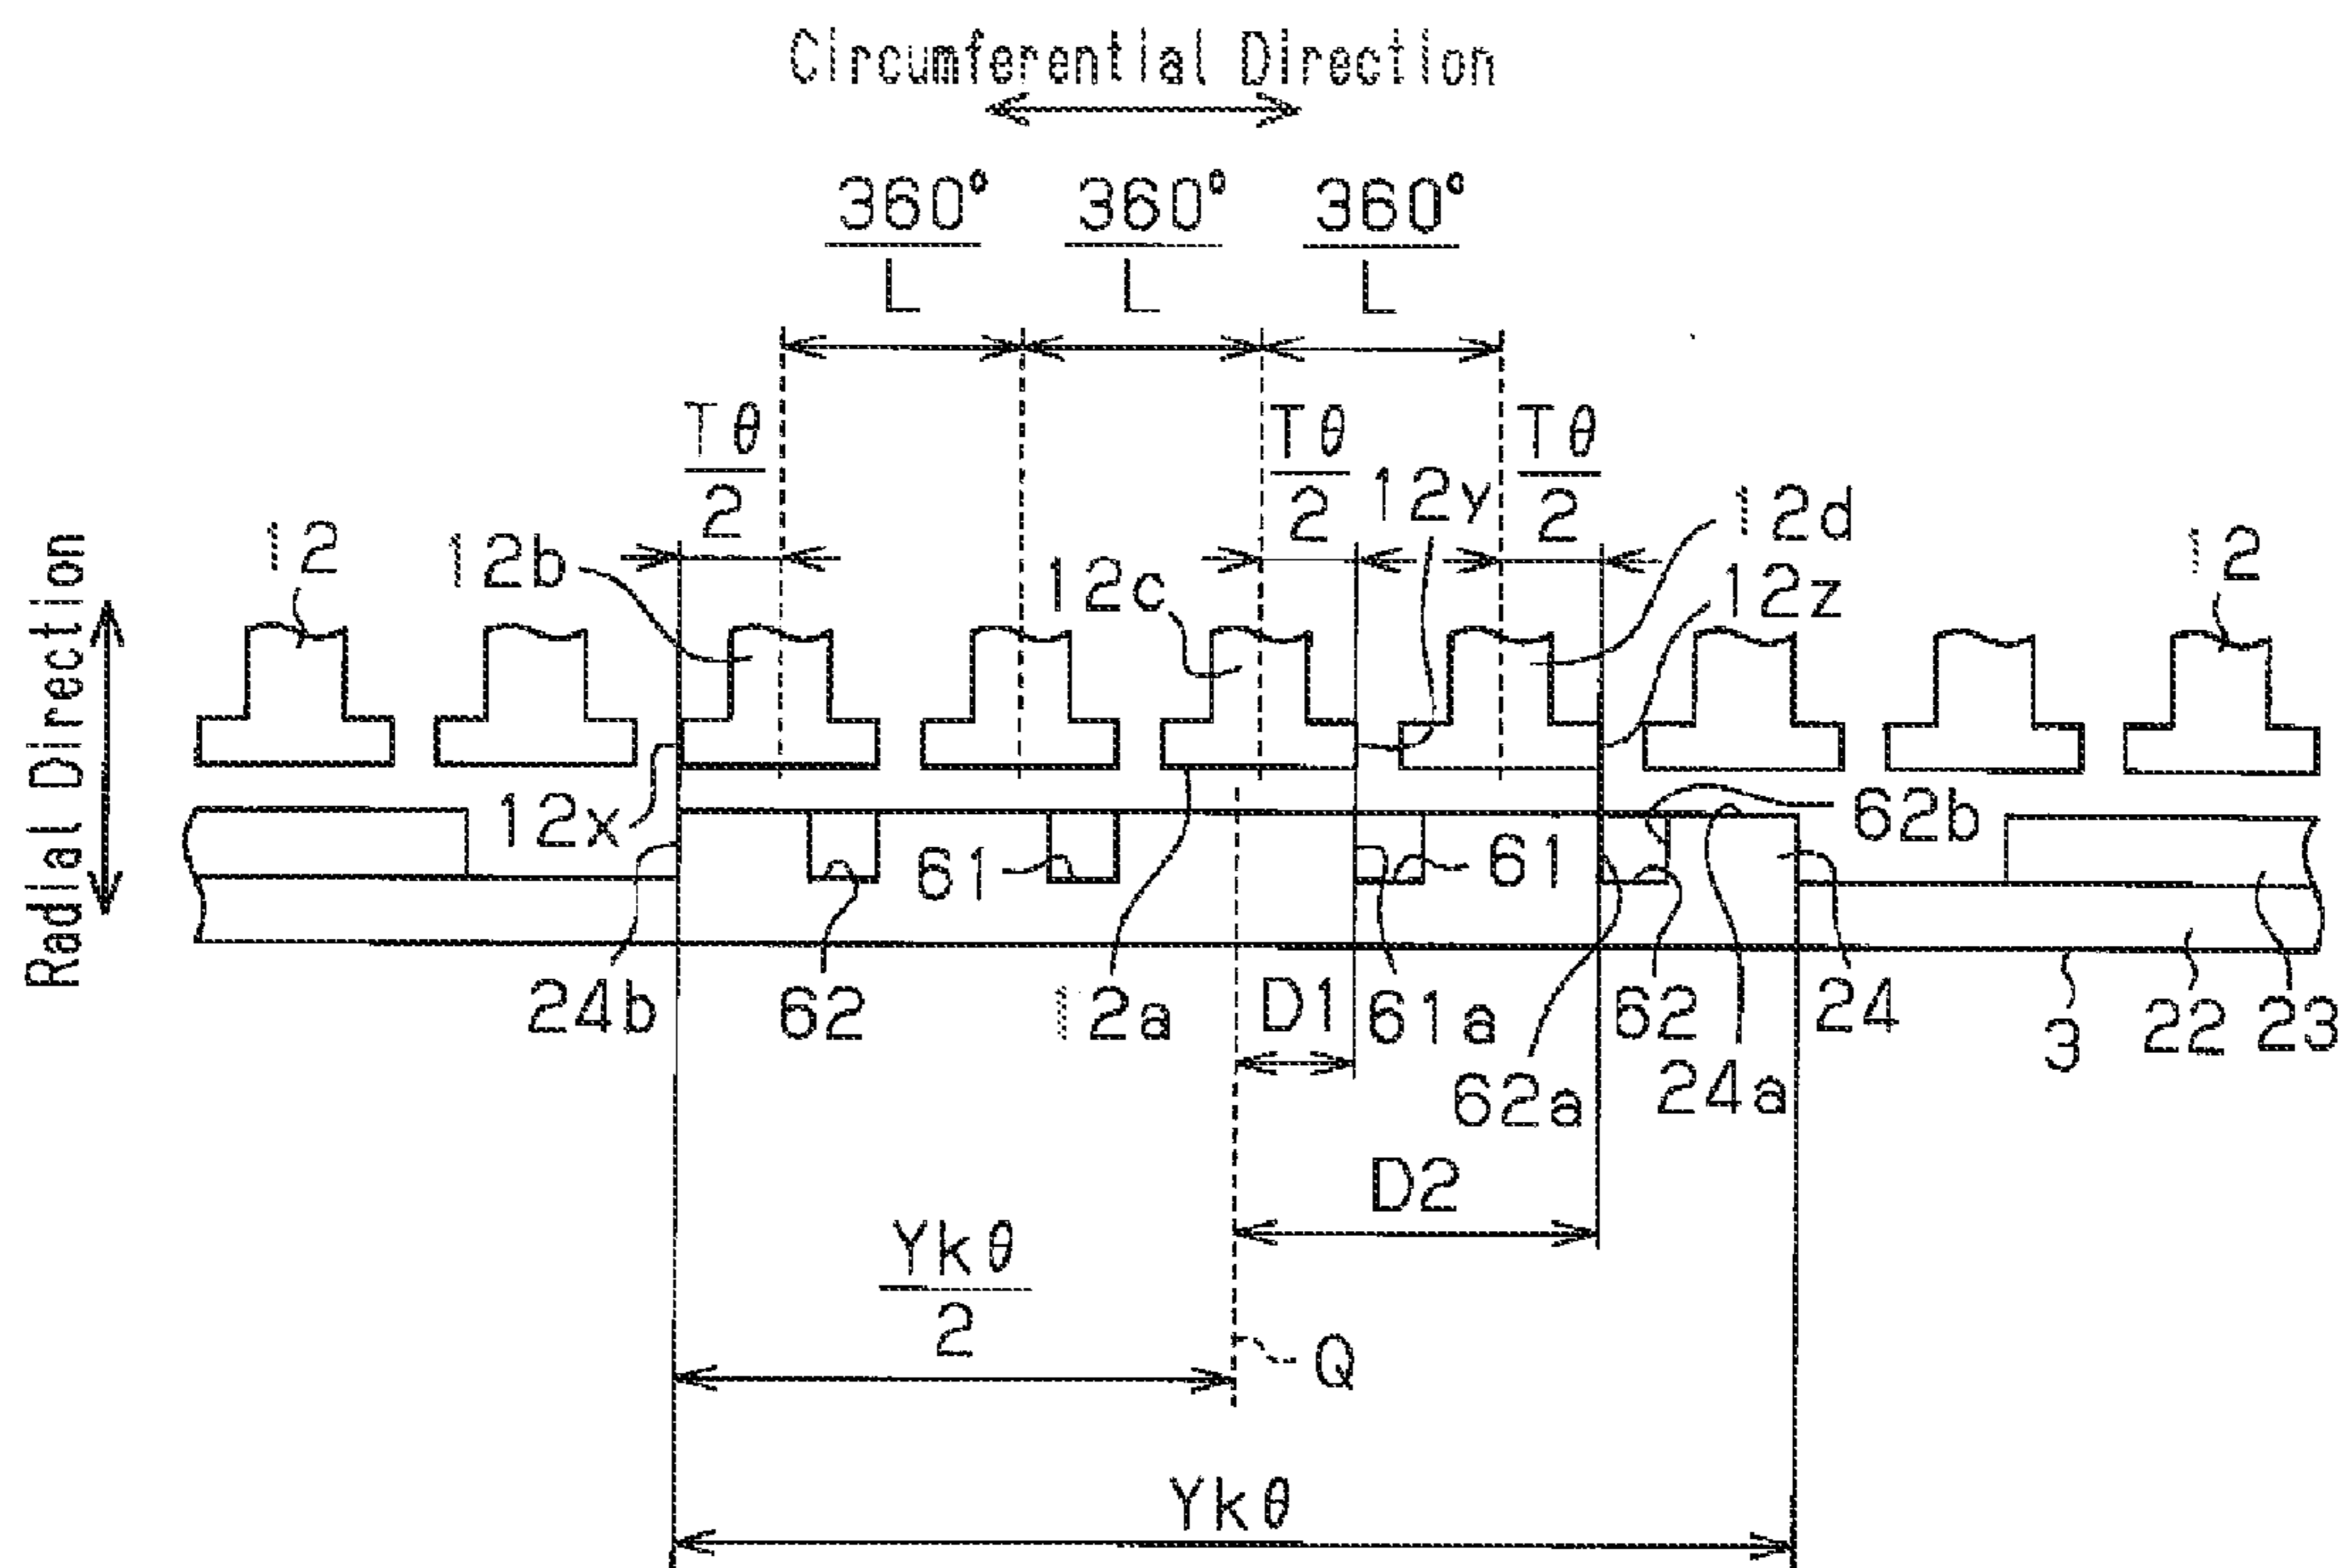 Circumferential Direction
360° 360° 360°
L L L
Tθ Tθ Tθ
2 2 2
12y
12d
12
12b
12c
12z
12
Radial Direction
12x
62b
61
61
24b
62
12a
D1
61a
62
24
3
22
23
62a
24a
D2
Ykθ
2
Q
Ykθ